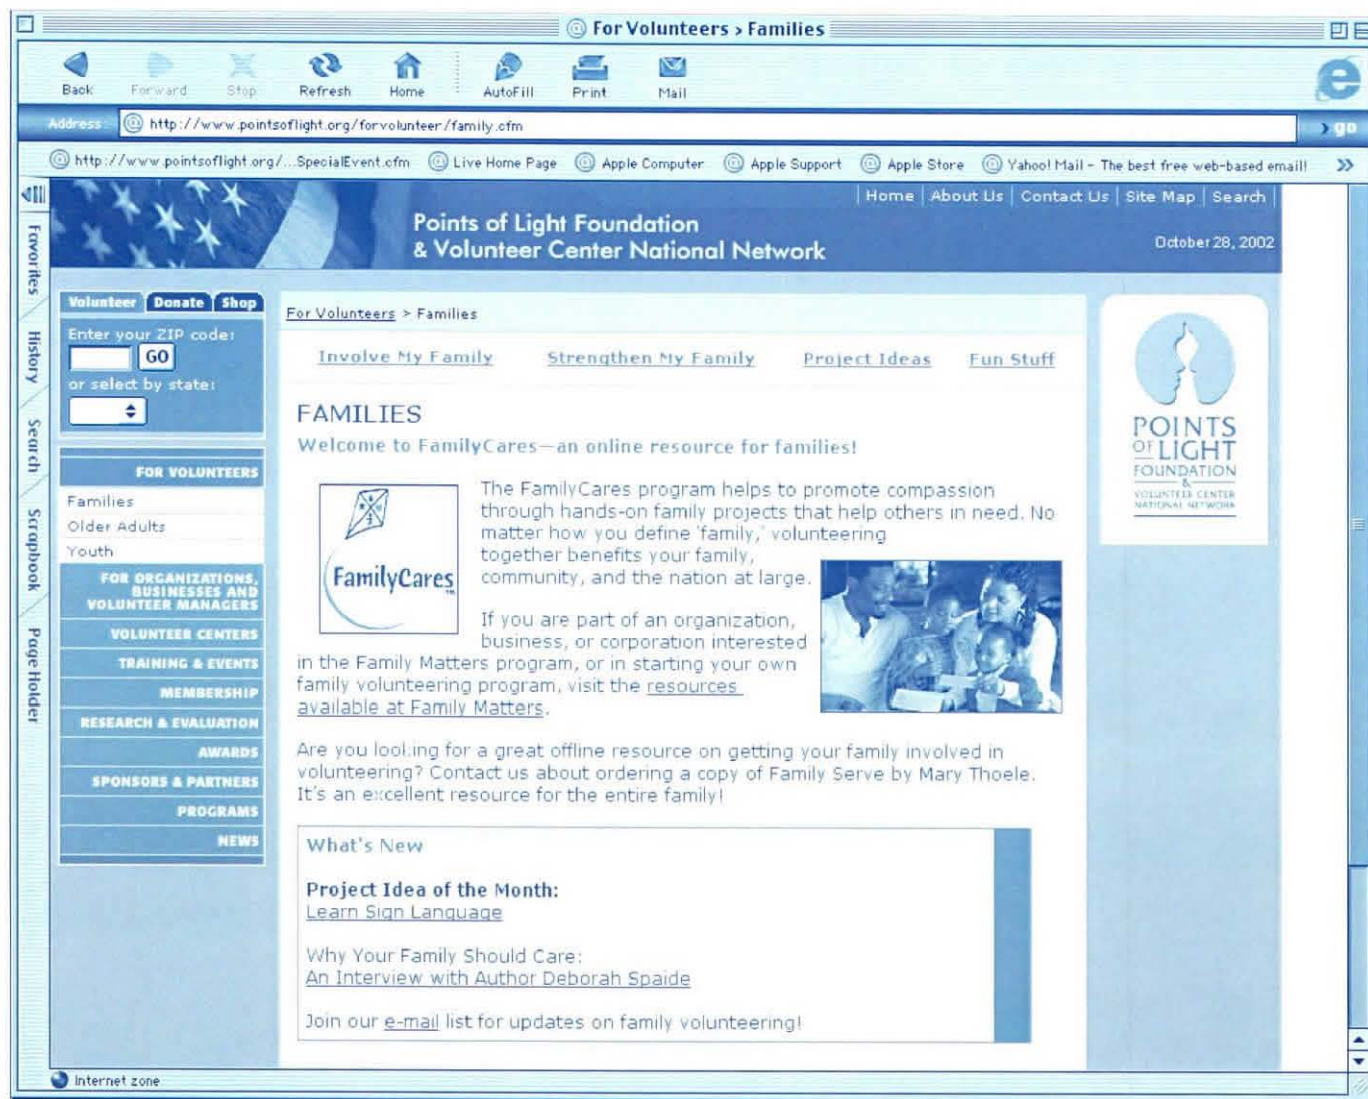 For Volunteers > Families
Back Forward Stop Refresh Home AutoFill Print Mail
Address: http://www.pointsoflight.org/forvolunteer/family.cfm go
http://www.pointsoflight.org/...SpecialEvent.cfm Live Home Page Apple Computer Apple Support Apple Store Yahoo! Mail - The best free web-based email! >>
Favorites
History
Search
Scrapbook
Page Holder
Home | About Us | Contact Us | Site Map | Search
Points of Light Foundation
& Volunteer Center National Network
October 28, 2002
Volunteer Donate Shop
Enter your ZIP code:
GO
or select by state:
FOR VOLUNTEERS
Families
Older Adults
Youth
FOR ORGANIZATIONS,
BUSINESSES AND
VOLUNTEER MANAGERS
VOLUNTEER CENTERS
TRAINING & EVENTS
MEMBERSHIP
RESEARCH & EVALUATION
AWARDS
SPONSORS & PARTNERS
PROGRAMS
NEWS
For Volunteers > Families
Involve My Family Strengthen My Family Project Ideas Fun Stuff
FAMILIES
Welcome to FamilyCares—an online resource for families!
FamilyCares™
The FamilyCares program helps to promote compassion
through hands-on family projects that help others in need. No
matter how you define 'family,' volunteering
together benefits your family,
community, and the nation at large.
If you are part of an organization,
business, or corporation interested
in the Family Matters program, or in starting your own
family volunteering program, visit the resources
available at Family Matters.
Are you looking for a great offline resource on getting your family involved in
volunteering? Contact us about ordering a copy of Family Serve by Mary Thoele.
It's an excellent resource for the entire family!
What's New
Project Idea of the Month:
Learn Sign Language
Why Your Family Should Care:
An Interview with Author Deborah Spaide
Join our e-mail list for updates on family volunteering!
POINTS
OF LIGHT
FOUNDATION
&
VOLUNTEER CENTER
NATIONAL NETWORK
Internet zone